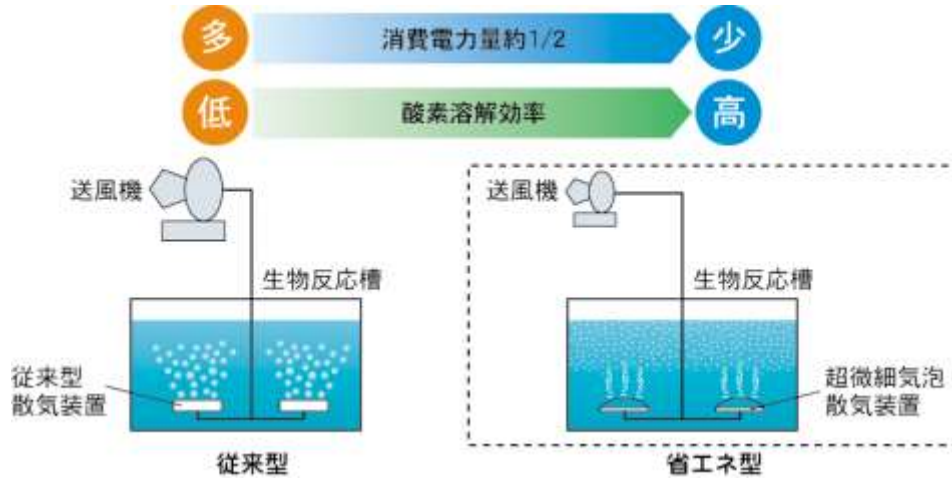 多 消費電力量約1/2 少
低 酸素溶解効率 高
送風機
生物反応槽
従来型
散気装置
従来型
送風機
生物反応槽
超微細気泡
散気装置
省エネ型